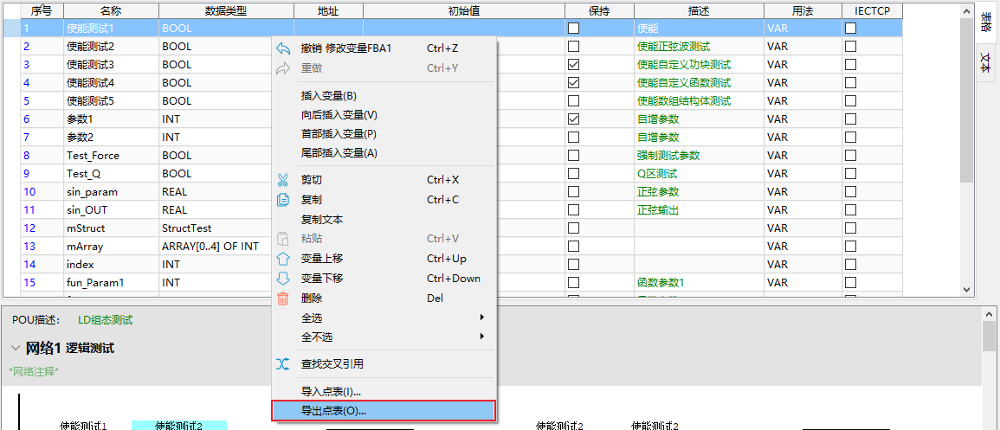 序号 名称 数据类型 地址 初始值 保持 描述 用法 IECTCP
1 使能测试1 BOOL 使能 VAR
2 使能测试2 BOOL 使能正弦波测试 VAR
3 使能测试3 BOOL 使能自定义功块测试 VAR
4 使能测试4 BOOL 使能自定义函数测试 VAR
5 使能测试5 BOOL 使能数组结构体测试 VAR
6 参数1 INT 自增参数 VAR
7 参数2 INT 自增参数 VAR
8 Test_Force BOOL 强制测试参数 VAR
9 Test_Q BOOL Q区测试 VAR
10 sin_param REAL 正弦参数 VAR
11 sin_OUT REAL 正弦输出 VAR
12 mStruct StructTest VAR
13 mArray ARRAY[0..4] OF INT VAR
14 index INT VAR
15 fun_Param1 INT 函数参数1 VAR
表格
文本
撤销 修改变量FBA1 Ctrl+Z
重做 Ctrl+Y
插入变量(B)
向后插入变量(V)
首部插入变量(P)
尾部插入变量(A)
剪切 Ctrl+X
复制 Ctrl+C
复制文本
粘贴 Ctrl+V
变量上移 Ctrl+Up
变量下移 Ctrl+Down
删除 Del
全选
全不选
查找交叉引用
导入点表(I)...
导出点表(O)...
POU描述： LD组态测试
网络1 逻辑测试
*网络注释*
使能测试1 使能测试2 使能测试2 使能测试2